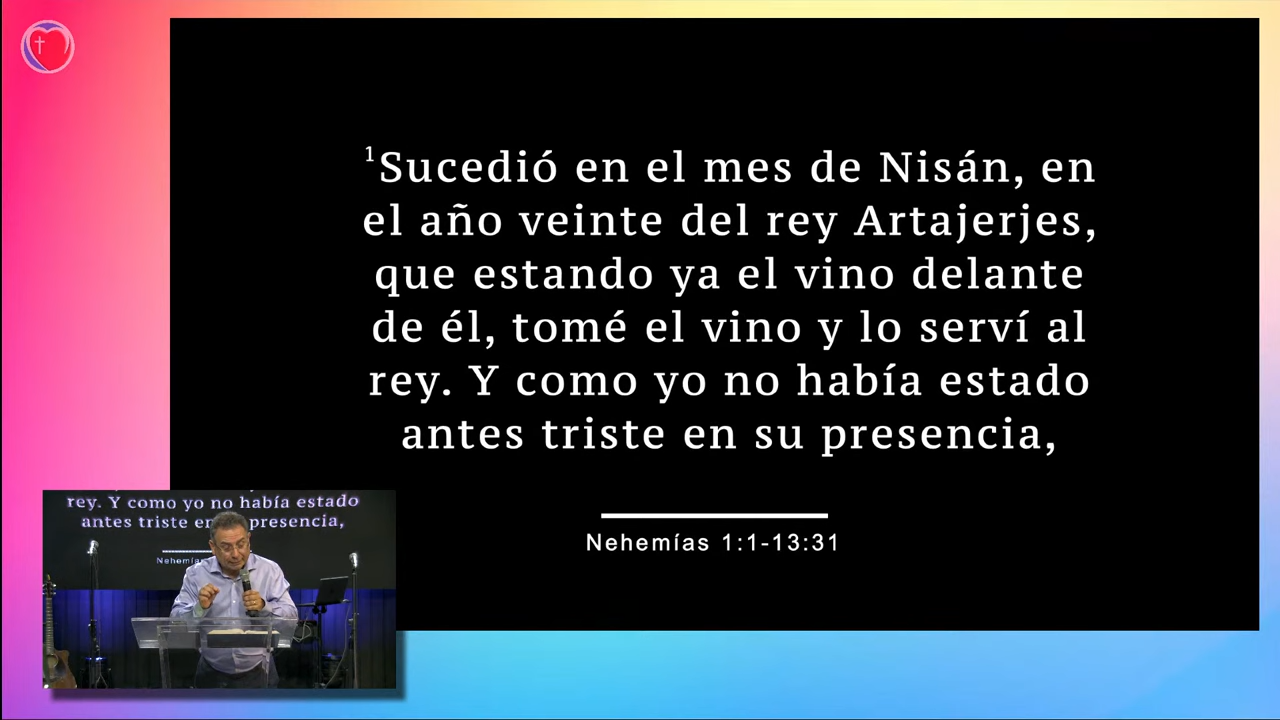 ¹Sucedió en el mes de Nisán, en
el año veinte del rey Artajerjes,
que estando ya el vino delante
de él, tomé el vino y lo serví al
rey. Y como yo no había estado
antes triste en su presencia,
Nehemías 1:1-13:31
rey. Y como yo no había estado
antes triste en presencia,